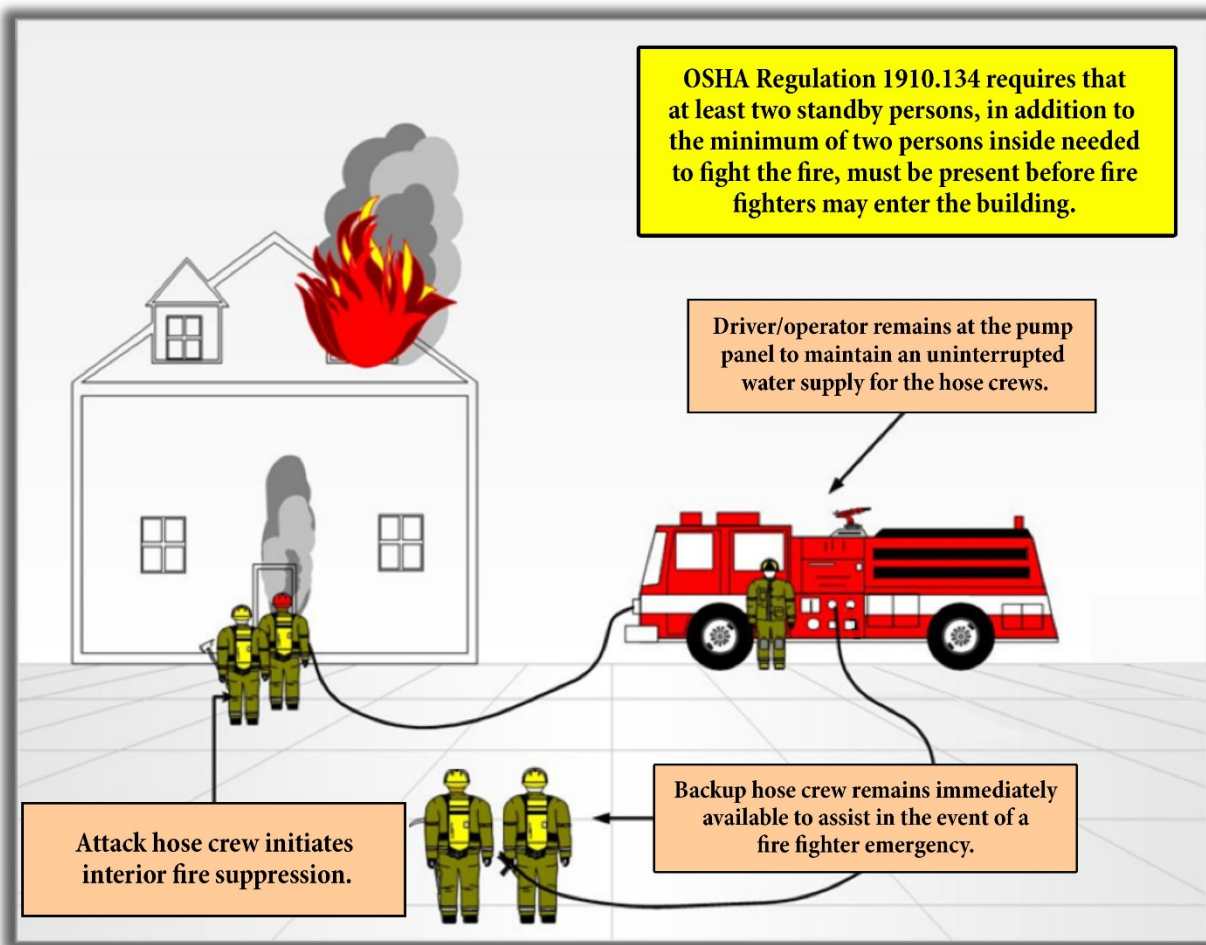 OSHA Regulation 1910.134 requires that
at least two standby persons, in addition to
the minimum of two persons inside needed
to fight the fire, must be present before fire
fighters may enter the building.
Driver/operator remains at the pump
panel to maintain an uninterrupted
water supply for the hose crews.
Backup hose crew remains immediately
available to assist in the event of a
fire fighter emergency.
Attack hose crew initiates
interior fire suppression.